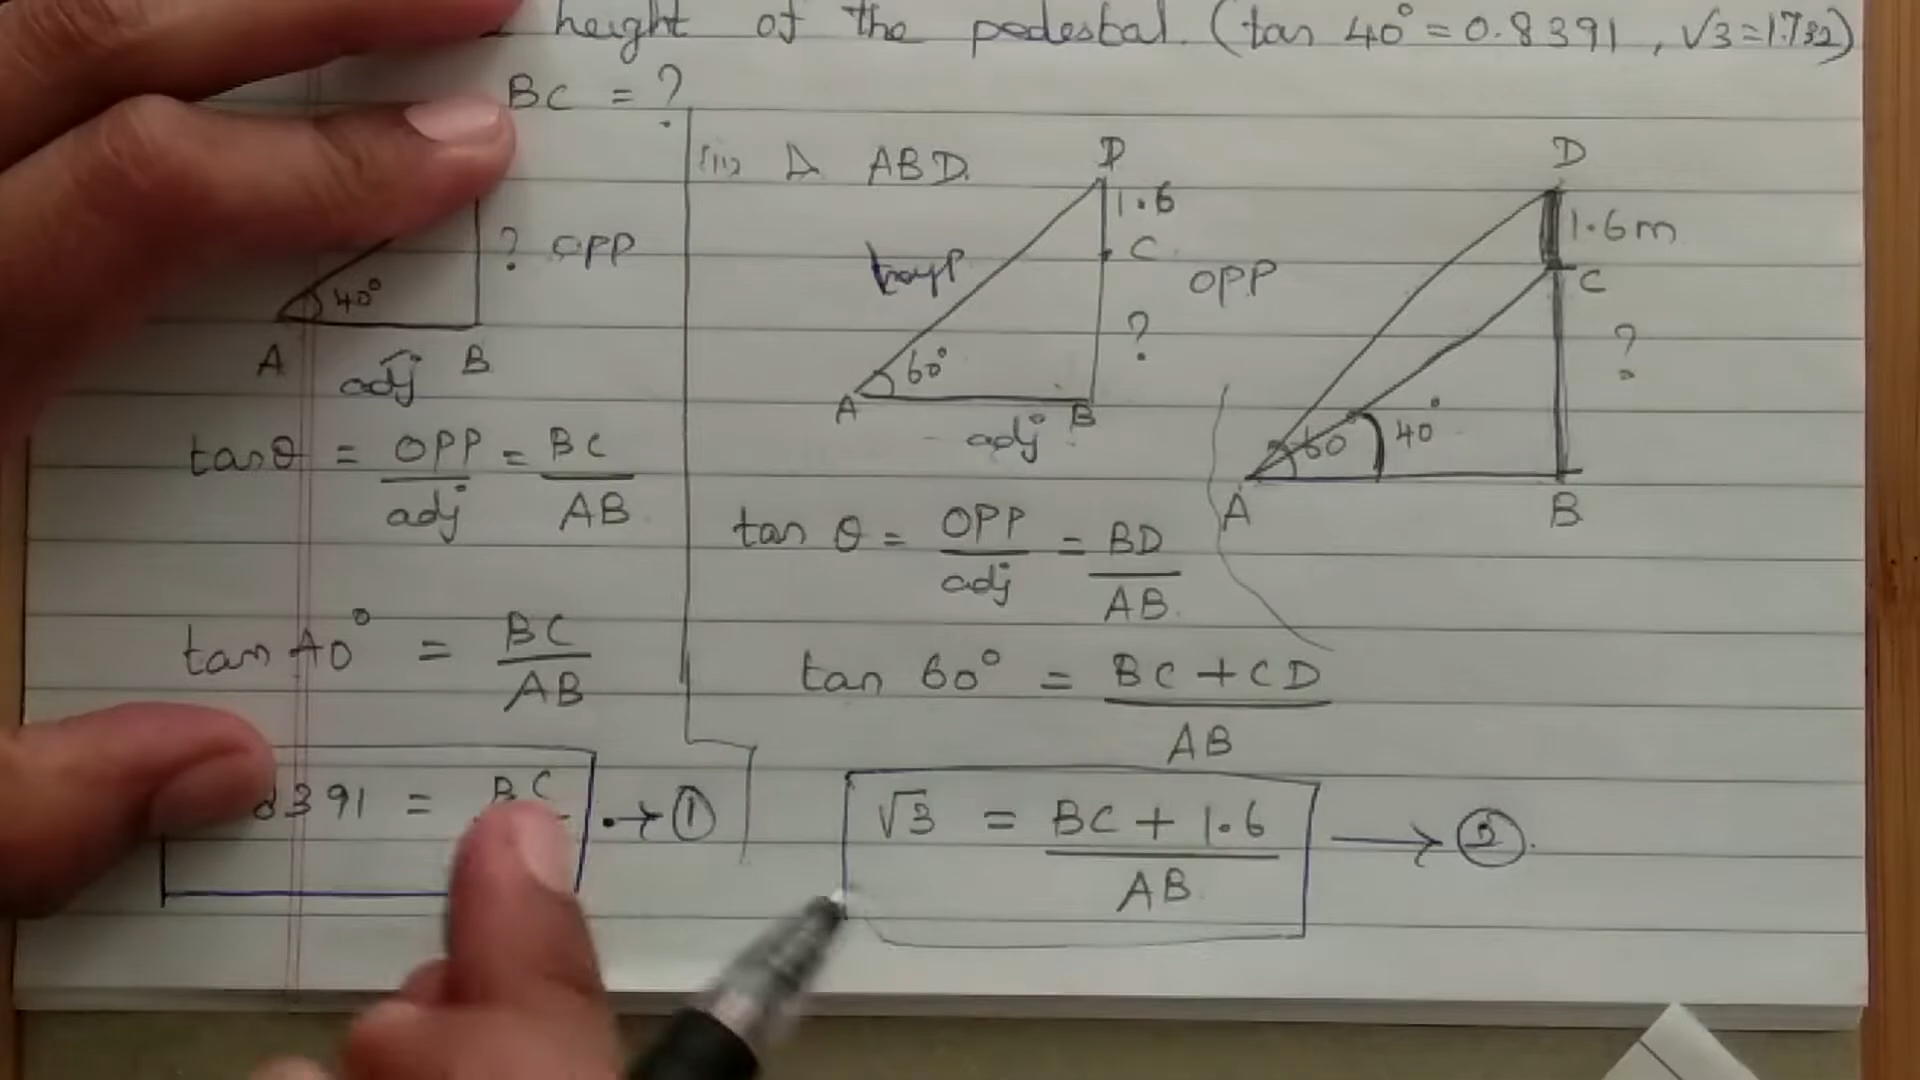 height of the pedestal. (tan 40° = 0.8391, √3 = 1.732)
BC = ?
? OPP
40°
A B
adj
tanθ = OPP/adj = BC/AB
tan 40° = BC/AB
8391 = BC
→ ①
(ii) Δ ABD.
D
1.6
C
hyp
OPP
?
60°
A B
adj
tan θ = OPP/adj = BD/AB
tan 60° = BC + CD/AB
√3 = BC + 1.6/AB → ②
D
1.6m
C
?
60° 40°
A B